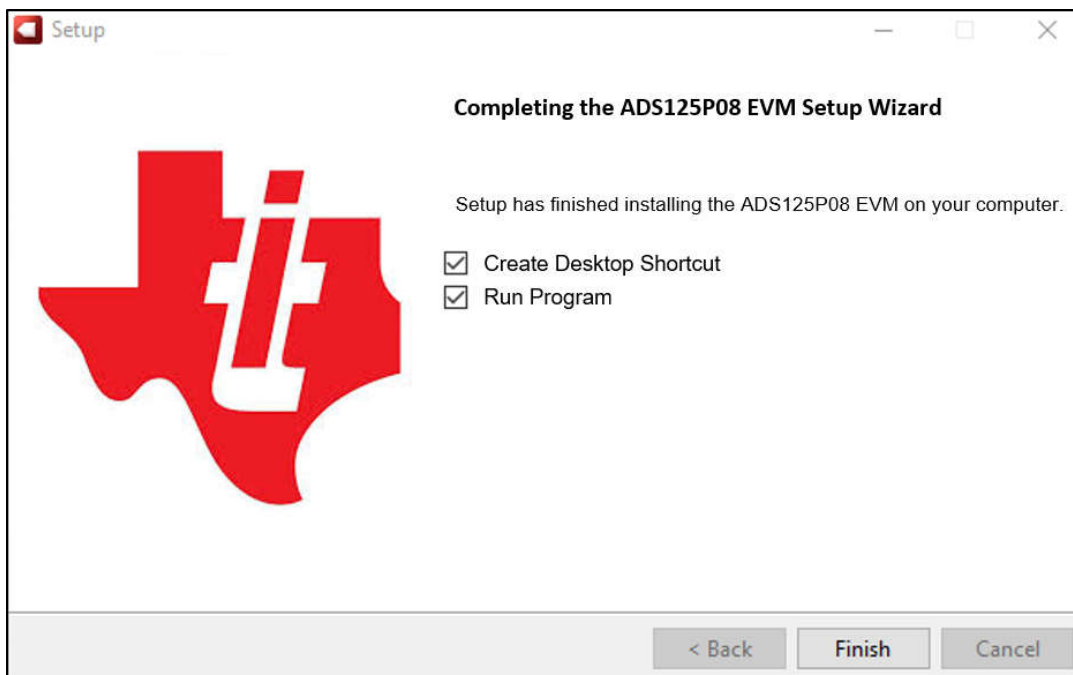 Setup
Completing the ADS125P08 EVM Setup Wizard
Setup has finished installing the ADS125P08 EVM on your computer.
Create Desktop Shortcut
Run Program
< Back
Finish
Cancel